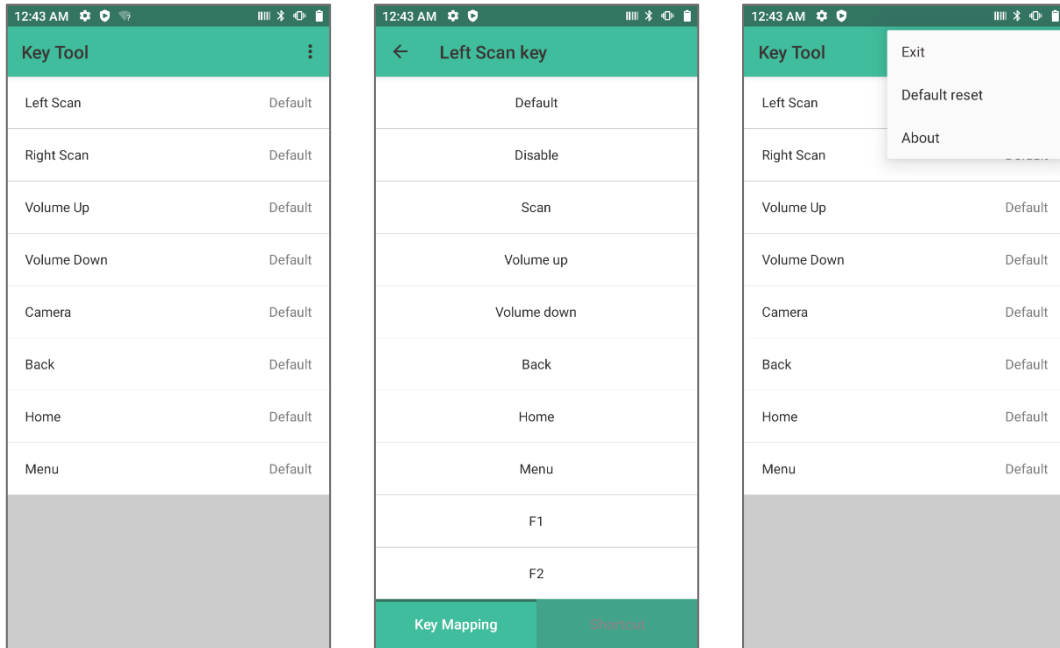 12:43 AM
Key Tool
Left Scan Default
Right Scan Default
Volume Up Default
Volume Down Default
Camera Default
Back Default
Home Default
Menu Default
12:43 AM
Left Scan key
Default
Disable
Scan
Volume up
Volume down
Back
Home
Menu
F1
F2
Key Mapping Shortcut
12:43 AM
Key Tool
Exit
Default reset
About
Left Scan
Right Scan Default
Volume Up Default
Volume Down Default
Camera Default
Back Default
Home Default
Menu Default